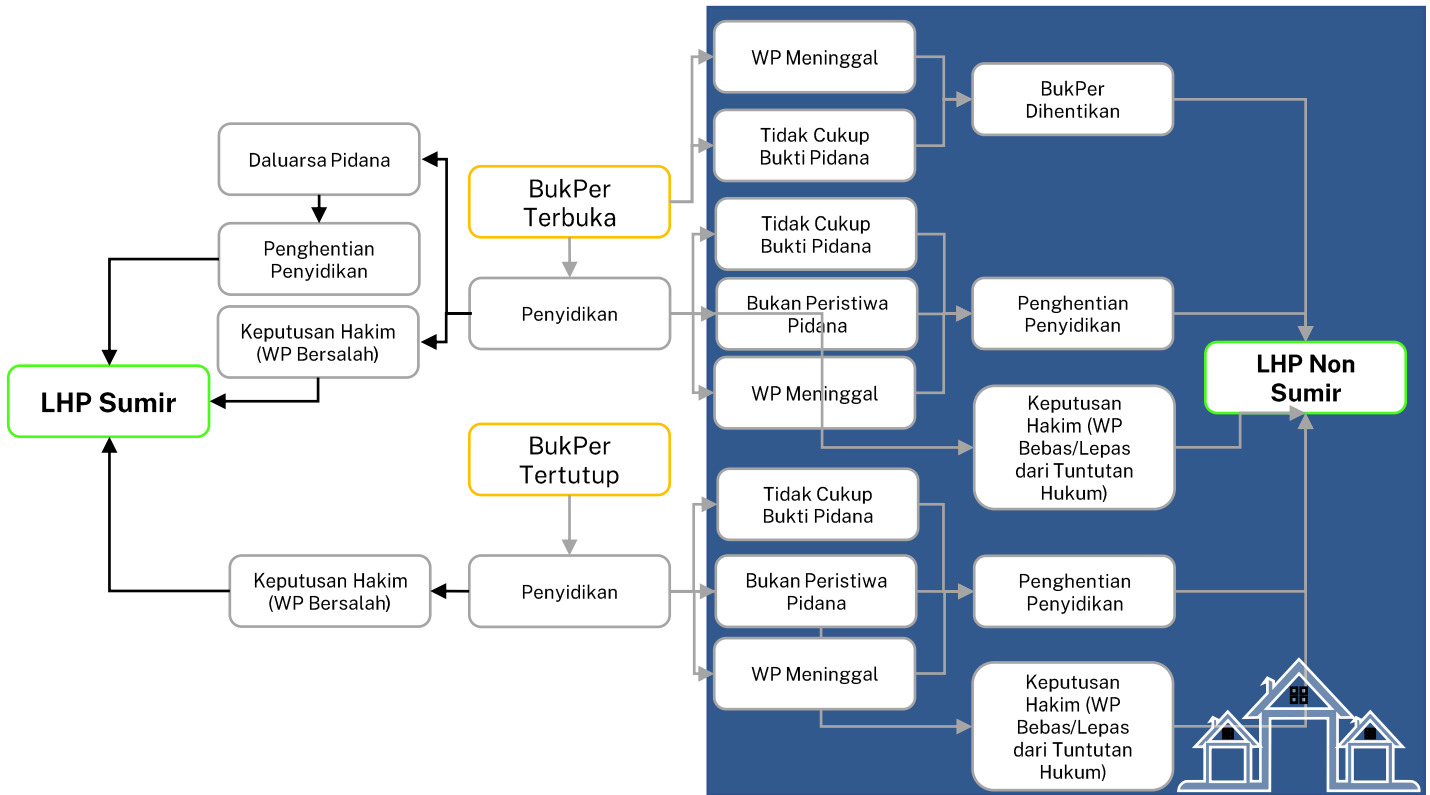 Daluarsa Pidana
Penghentian
Penyidikan
Keputusan Hakim
(WP Bersalah)
LHP Sumir
Keputusan Hakim
(WP Bersalah)
BukPer
Terbuka
Penyidikan
BukPer
Tertutup
Penyidikan
WP Meninggal
Tidak Cukup
Bukti Pidana
Tidak Cukup
Bukti Pidana
Bukan Peristiwa
Pidana
WP Meninggal
Tidak Cukup
Bukti Pidana
Bukan Peristiwa
Pidana
WP Meninggal
BukPer
Dihentikan
Penghentian
Penyidikan
Keputusan
Hakim (WP
Bebas/Lepas
dari Tuntutan
Hukum)
Penghentian
Penyidikan
Keputusan
Hakim (WP
Bebas/Lepas
dari Tuntutan
Hukum)
LHP Non
Sumir